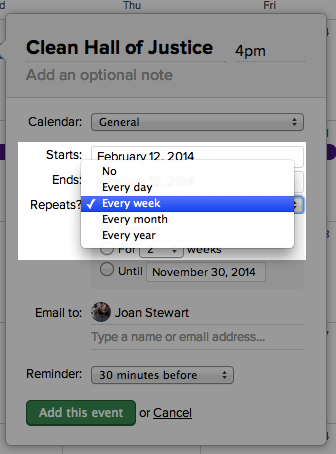 Thu Fri
Clean Hall of Justice 4pm
Add an optional note
Calendar: General
Starts: February 12, 2014
Ends:
No
Every day
Repeats? ✓ Every week
Every month
Every year
For 2 weeks
Until November 30, 2014
Email to: Joan Stewart
Type a name or email address...
Reminder: 30 minutes before
Add this event or Cancel